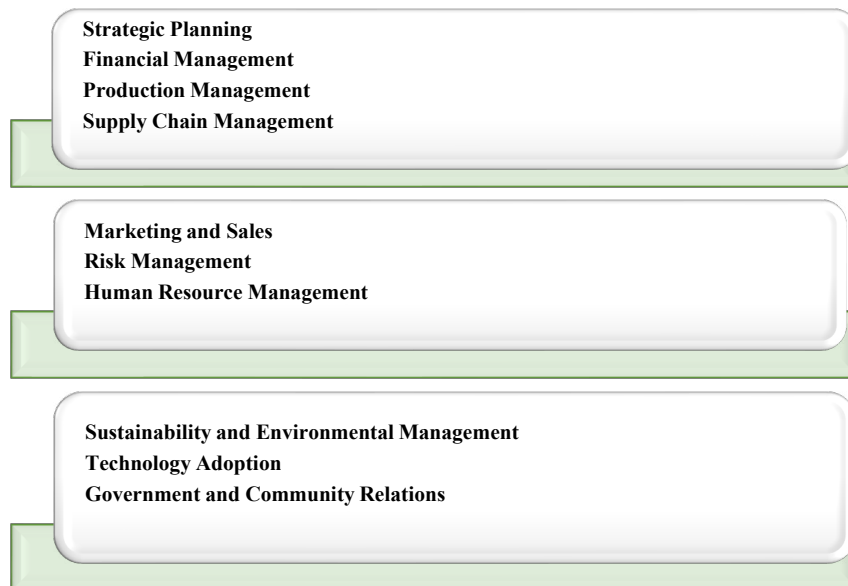 Strategic Planning
Financial Management
Production Management
Supply Chain Management
Marketing and Sales
Risk Management
Human Resource Management
Sustainability and Environmental Management
Technology Adoption
Government and Community Relations